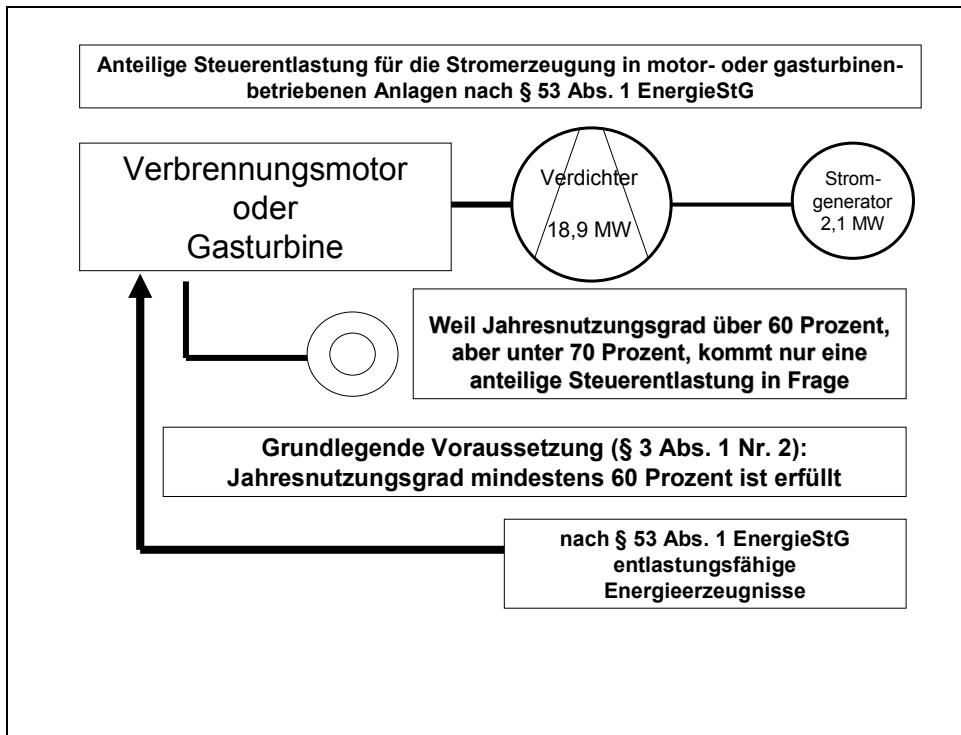 Anteilige Steuerentlastung für die Stromerzeugung in motor- oder gasturbinen-
betriebenen Anlagen nach § 53 Abs. 1 EnergieStG
Verbrennungsmotor
oder
Gasturbine
Verdichter
18,9 MW
Strom-
generator
2,1 MW
Weil Jahresnutzungsgrad über 60 Prozent,
aber unter 70 Prozent, kommt nur eine
anteilige Steuerentlastung in Frage
Grundlegende Voraussetzung (§ 3 Abs. 1 Nr. 2):
Jahresnutzungsgrad mindestens 60 Prozent ist erfüllt
nach § 53 Abs. 1 EnergieStG
entlastungsfähige
Energieerzeugnisse